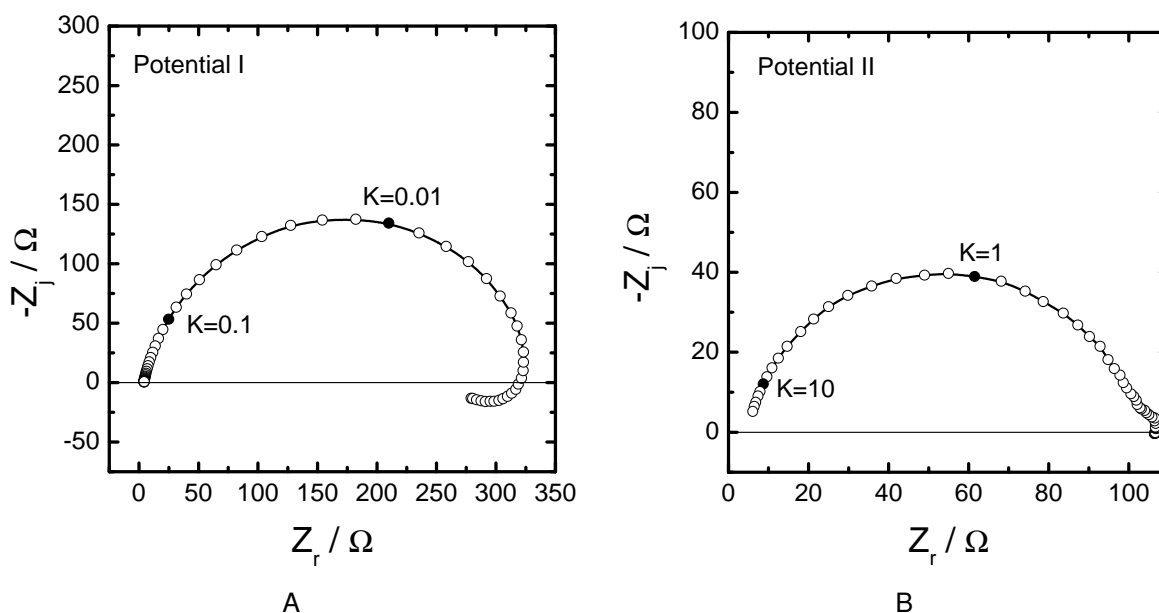 Potential I
300
250
200
150
100
50
0
-50
-Z_j / Ω
K=0.01
K=0.1
0 50 100 150 200 250 300 350
Z_r / Ω
A
Potential II
100
80
60
40
20
0
-Z_j / Ω
K=1
K=10
0 20 40 60 80 100
Z_r / Ω
B